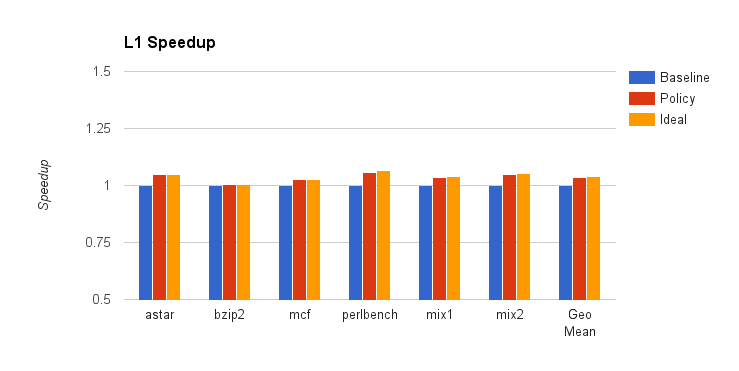 L1 Speedup
1.5
1.25
1
0.75
0.5
Speedup
astar
bzip2
mcf
perlbench
mix1
mix2
Geo
Mean
Baseline
Policy
Ideal